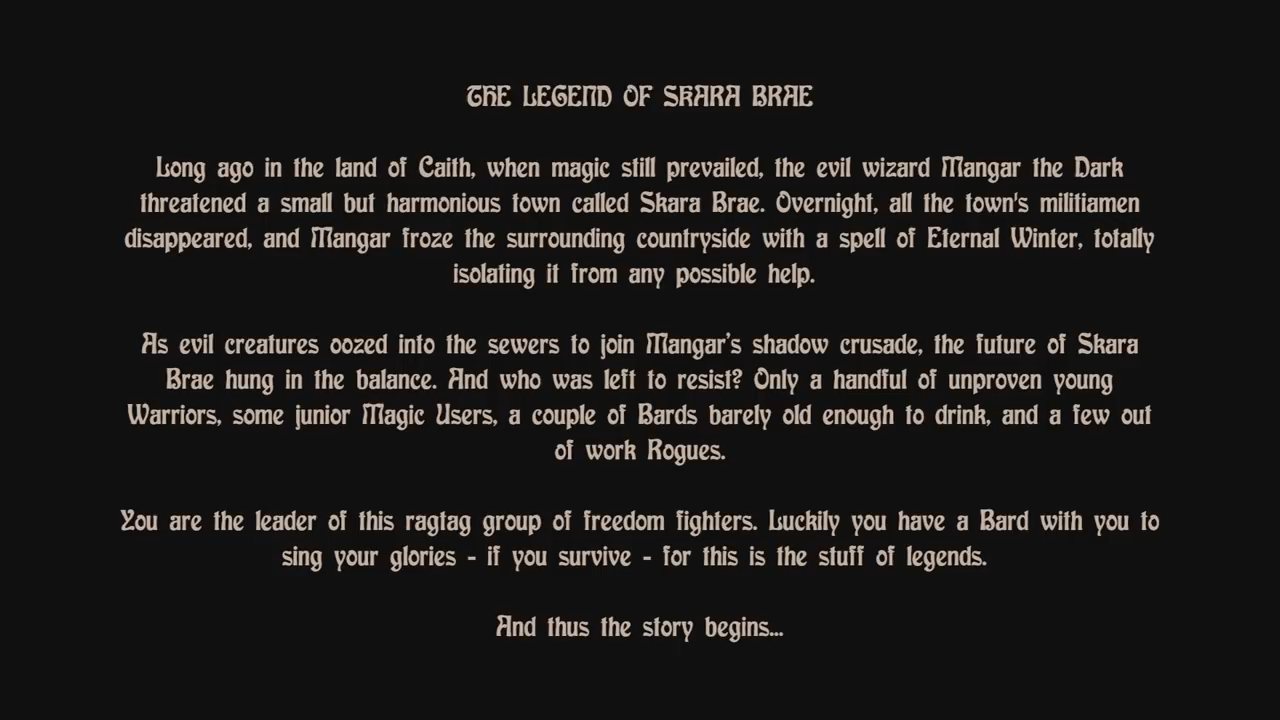 THE LEGEND OF SKARA BRAE
Long ago in the land of Caith, when magic still prevailed, the evil wizard Mangar the Dark
threatened a small but harmonious town called Skara Brae. Overnight, all the town's militiamen
disappeared, and Mangar froze the surrounding countryside with a spell of Eternal Winter, totally
isolating it from any possible help.
As evil creatures oozed into the sewers to join Mangar's shadow crusade, the future of Skara
Brae hung in the balance. And who was left to resist? Only a handful of unproven young
Warriors, some junior Magic Users, a couple of Bards barely old enough to drink, and a few out
of work Rogues.
You are the leader of this ragtag group of freedom fighters. Luckily you have a Bard with you to
sing your glories - if you survive - for this is the stuff of legends.
And thus the story begins...